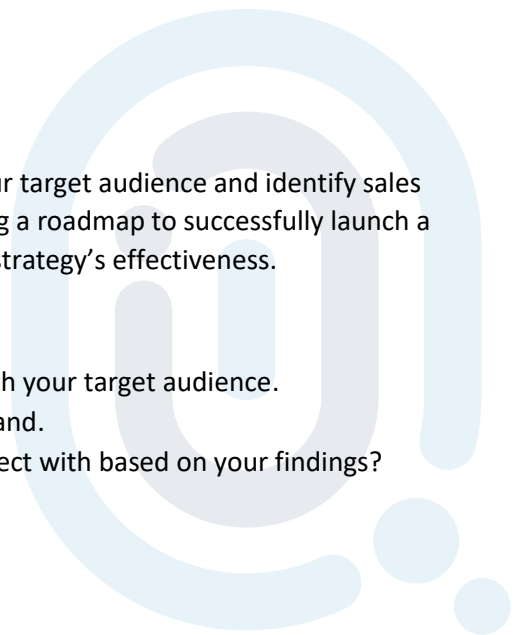 r target audience and identify sales
g a roadmap to successfully launch a
strategy’s effectiveness.
h your target audience.
and.
ect with based on your findings?